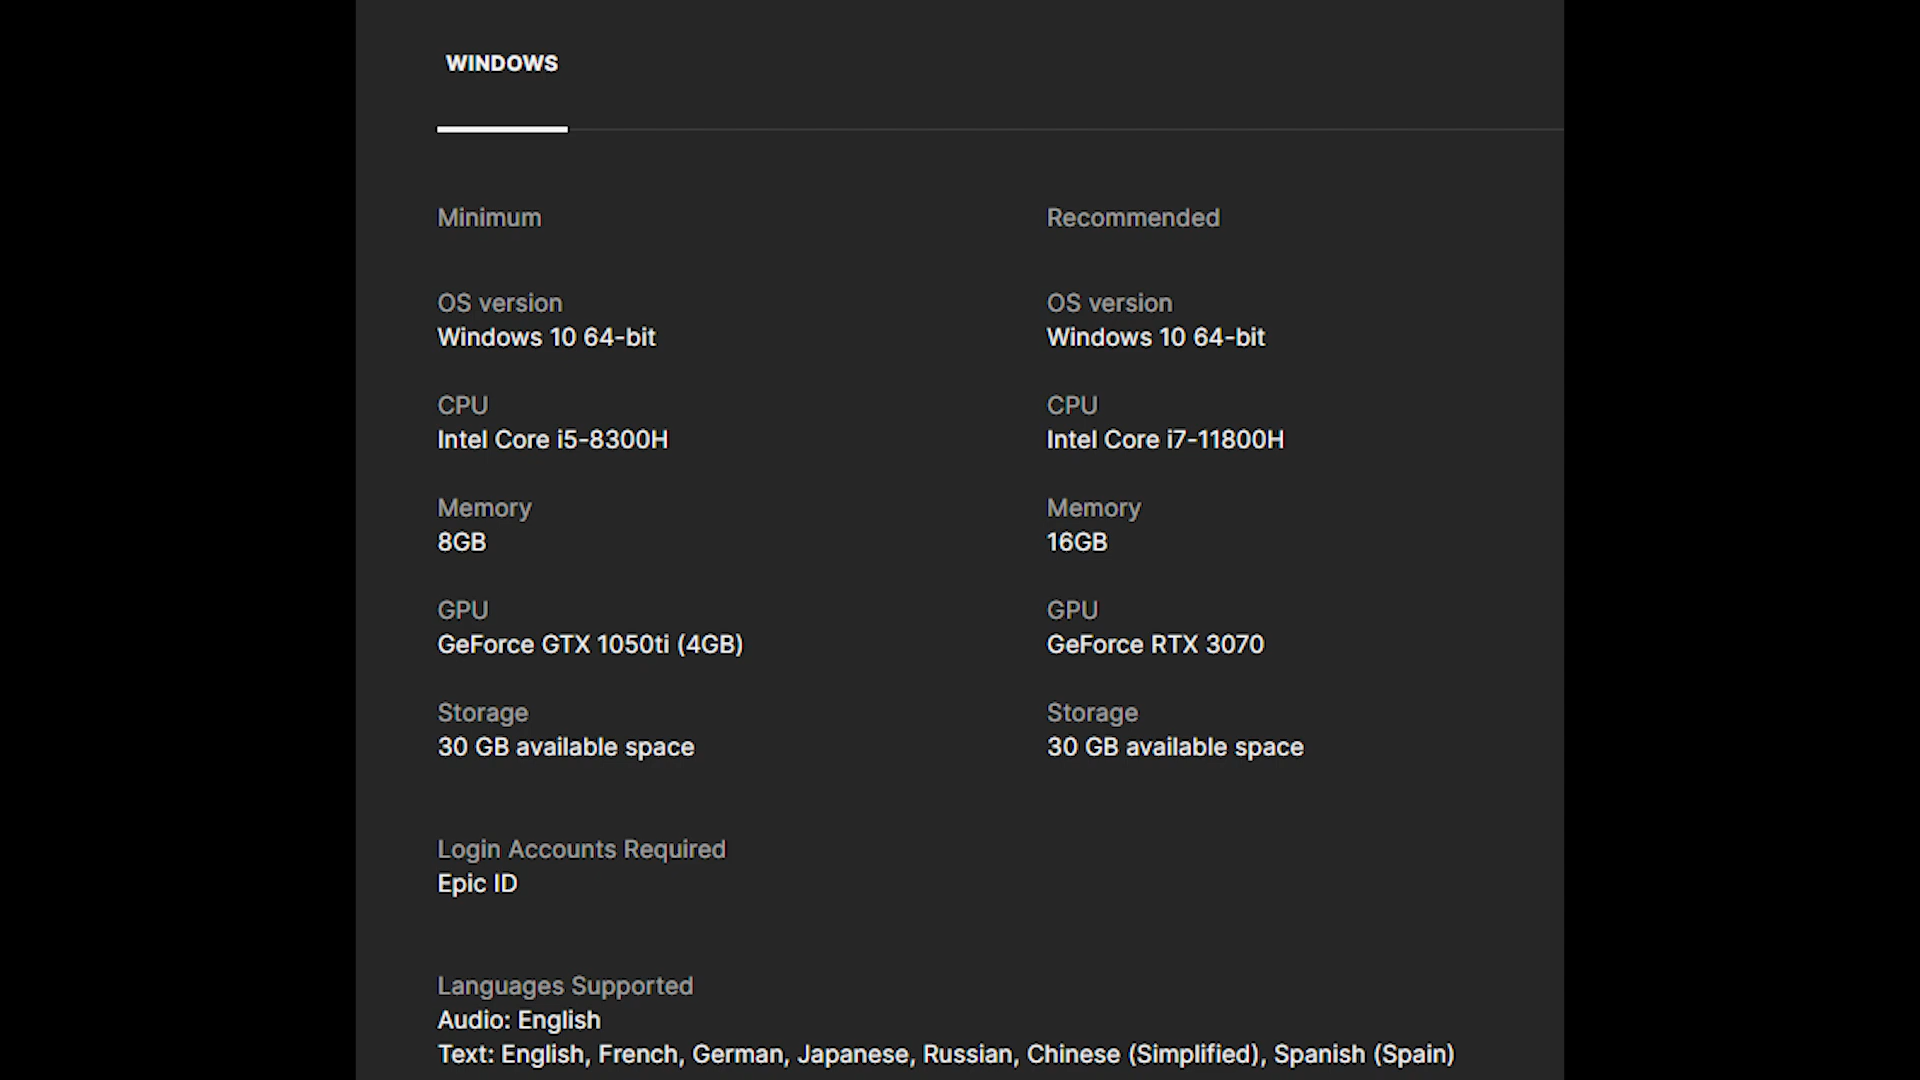 WINDOWS
Minimum
Recommended
OS version
Windows 10 64-bit
OS version
Windows 10 64-bit
CPU
Intel Core i5-8300H
CPU
Intel Core i7-11800H
Memory
8GB
Memory
16GB
GPU
GeForce GTX 1050ti (4GB)
GPU
GeForce RTX 3070
Storage
30 GB available space
Storage
30 GB available space
Login Accounts Required
Epic ID
Languages Supported
Audio: English
Text: English, French, German, Japanese, Russian, Chinese (Simplified), Spanish (Spain)